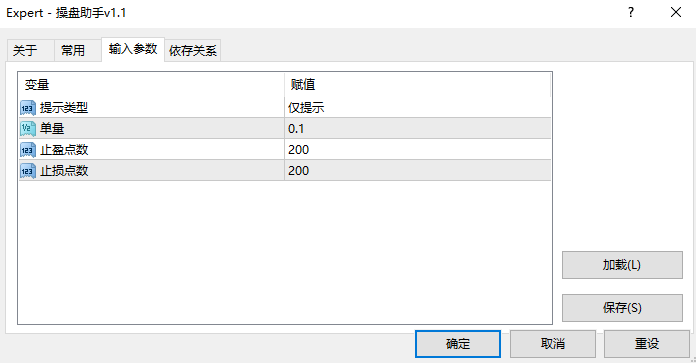 Expert - 操盘助手v1.1
关于 常用 输入参数 依存关系
变量 赋值
提示类型 仅提示
单量 0.1
止盈点数 200
止损点数 200
加载(L)
保存(S)
确定 取消 重设